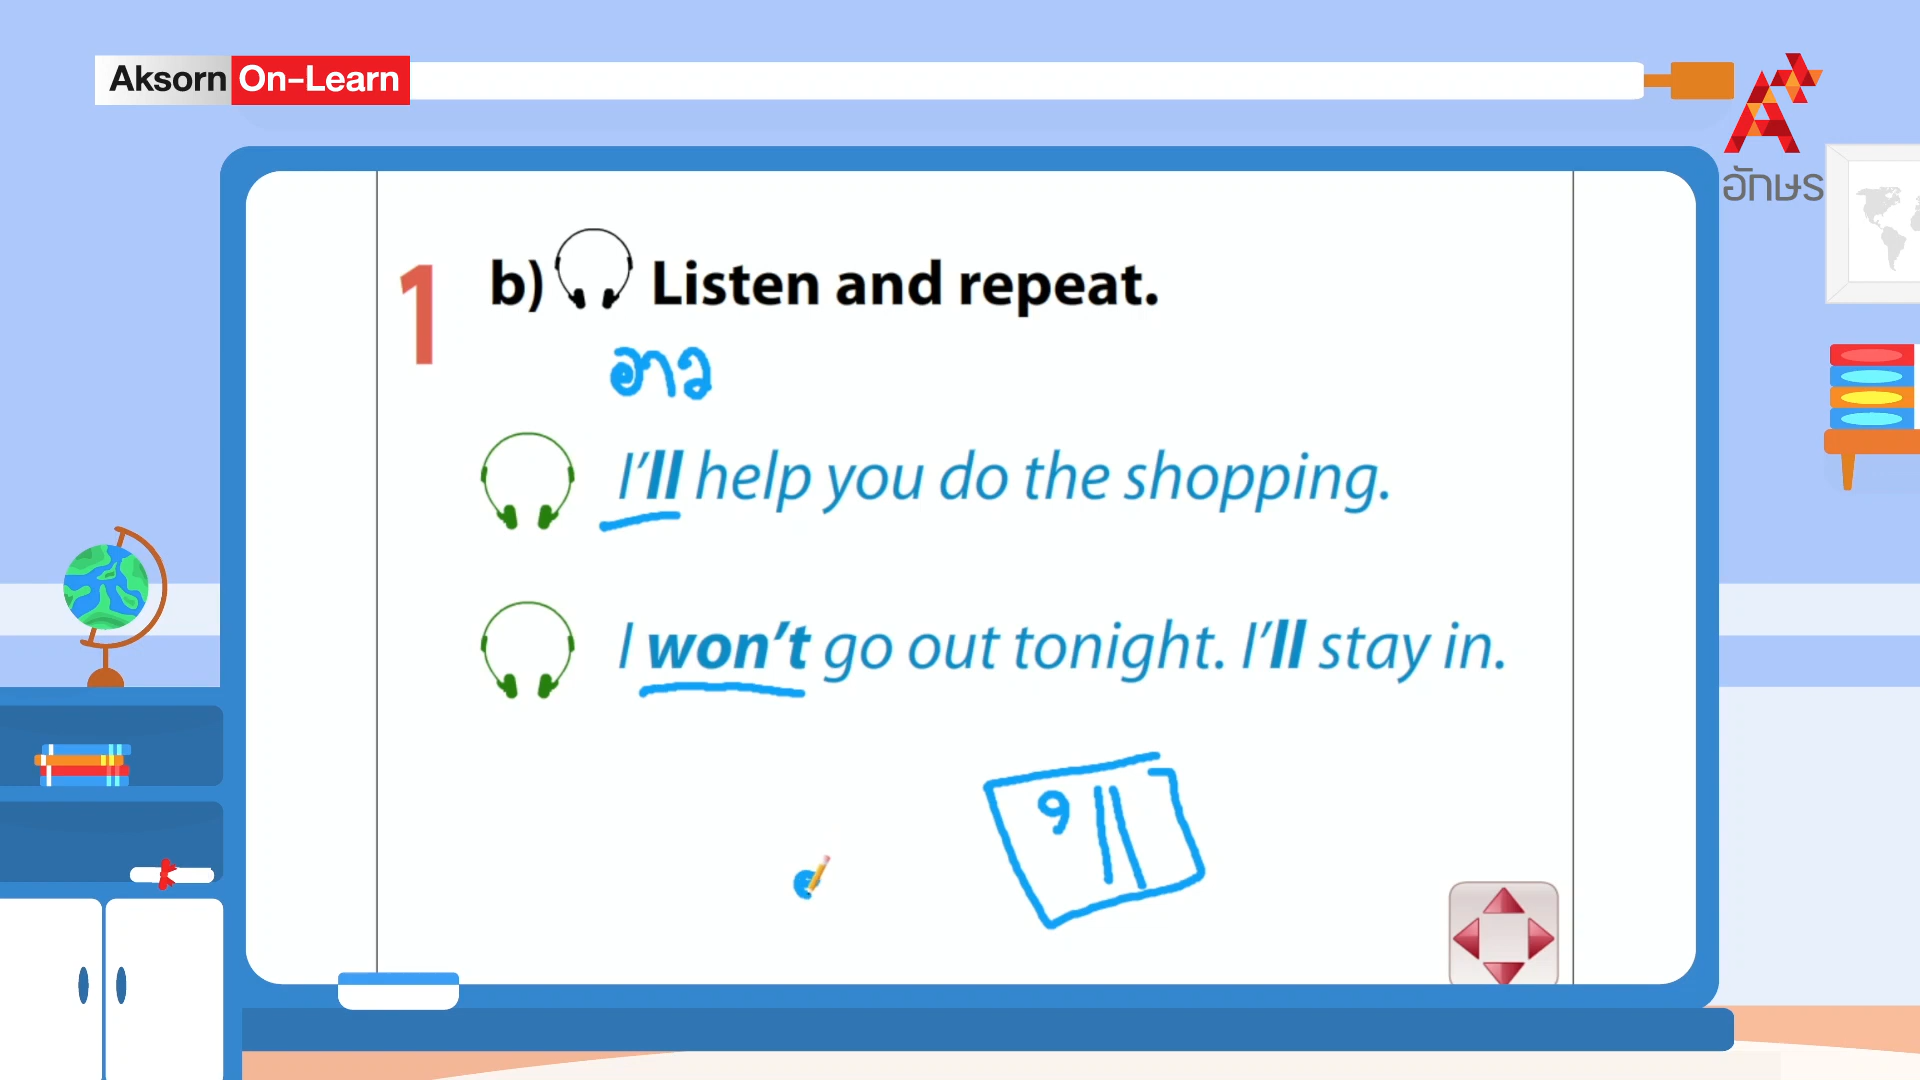 Aksorn On-Learn
อักษร
1 b) Listen and repeat.
อาว
I'll help you do the shopping.
I won't go out tonight. I'll stay in.
'll